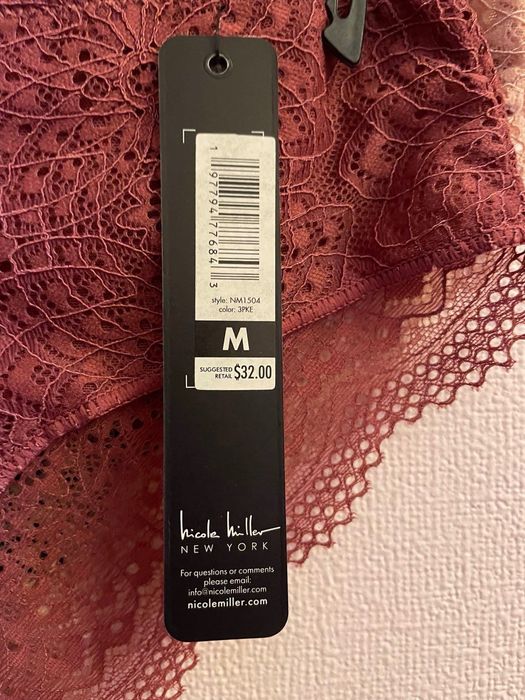 1 97794 77684 3
style: NM1504
color: 3PKE
M
SUGGESTED
RETAIL $32.00
nicole miller
NEW YORK
For questions or comments
please email:
info@nicolemiller.com
nicolemiller.com